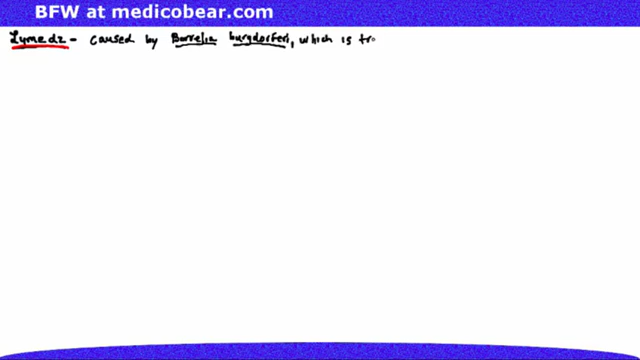 BFW at medicobear.com
Lyme dz - caused by Borrelia burgdorferi, which is tr